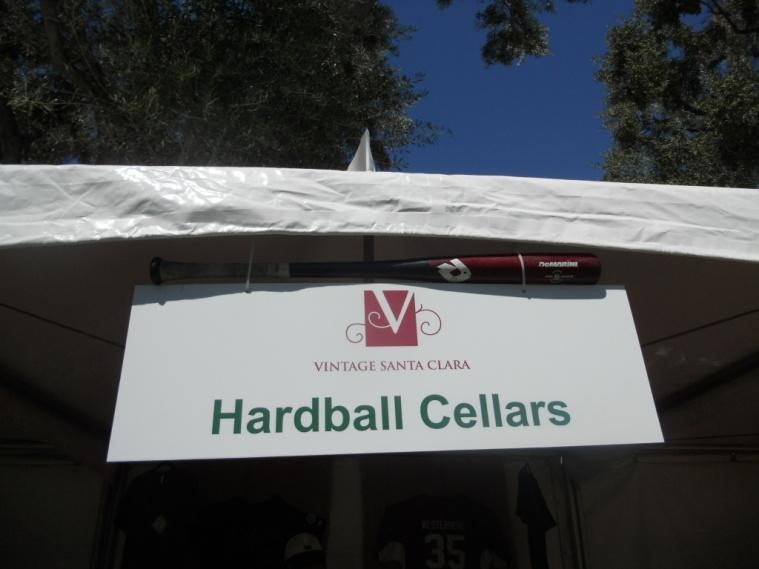 DeMARINI
V
VINTAGE SANTA CLARA
Hardball Cellars
35